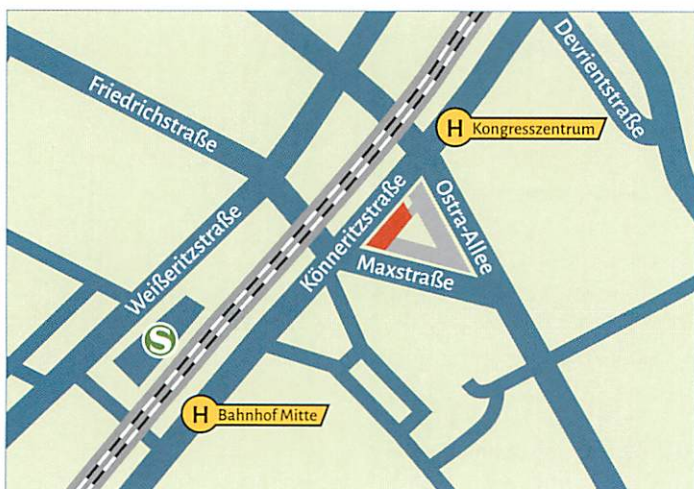 Devrientstraße
Friedrichstraße
H Kongresszentrum
Ostra-Allee
Könneritzstraße
Maxstraße
Weißeritzstraße
S
H Bahnhof Mitte